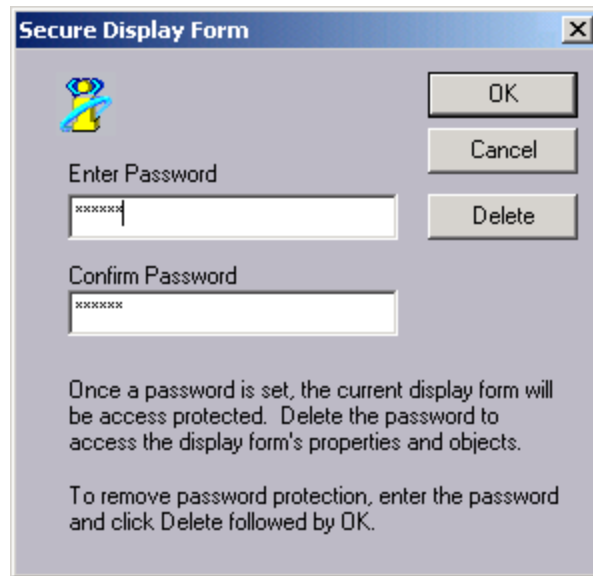 Secure Display Form
OK
Cancel
Enter Password
xxxxxx
Delete
Confirm Password
xxxxxx
Once a password is set, the current display form will
be access protected.  Delete the password to
access the display form's properties and objects.
To remove password protection, enter the password
and click Delete followed by OK.